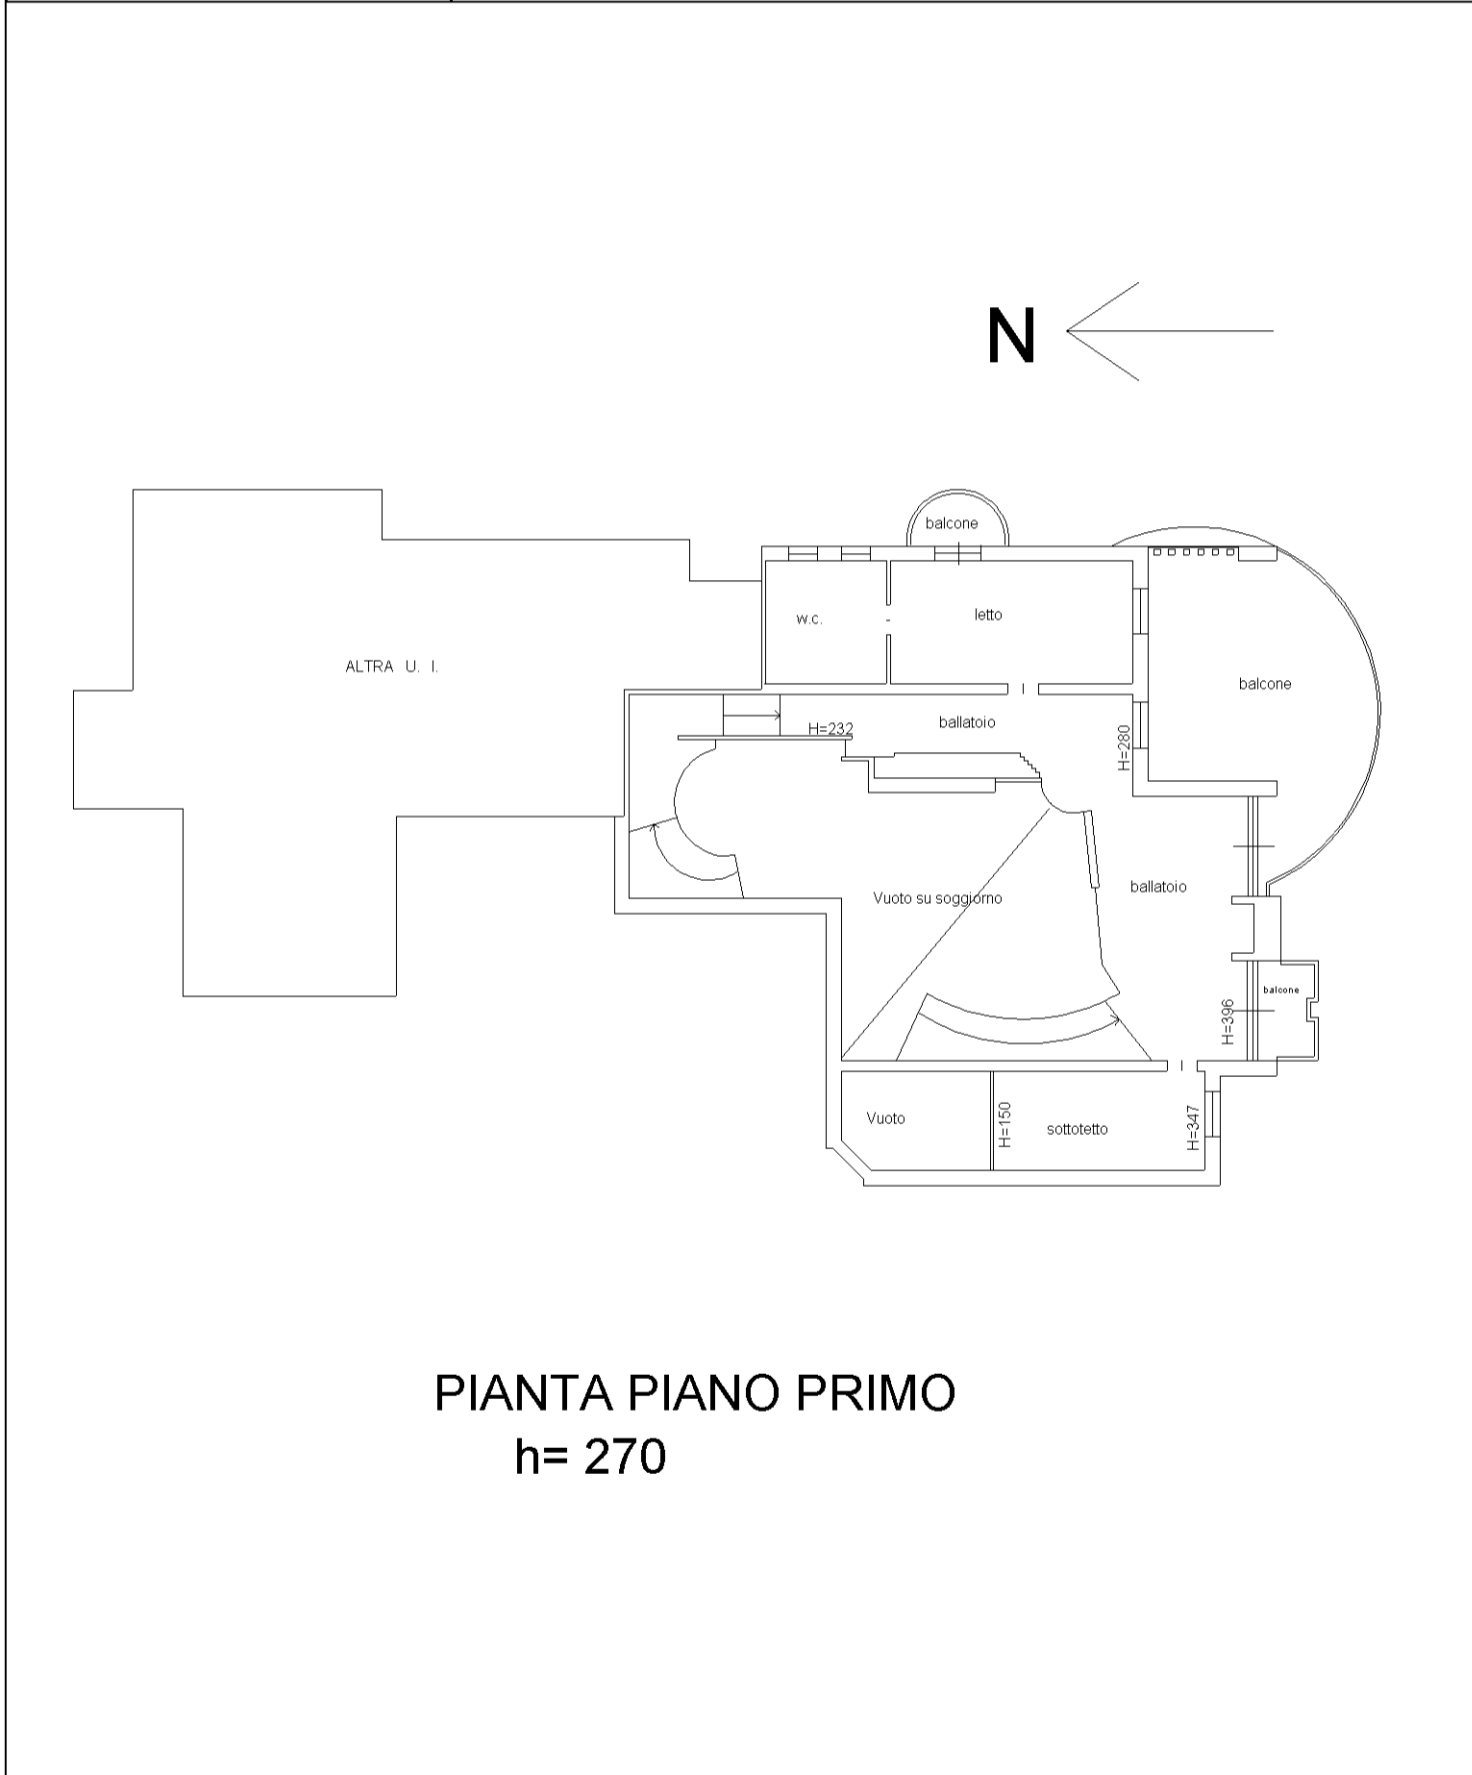 N
balcone
w.c.
letto
ALTRA U. I.
balcone
ballatoio
H=232
H=280
ballatoio
Vuoto su soggiorno
balcone
H=396
Vuoto
H=150
sottotetto
H=347
PIANTA PIANO PRIMO
h= 270